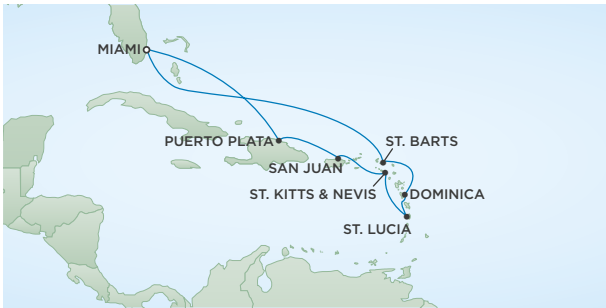 MIAMI
PUERTO PLATA
ST. BARTS
SAN JUAN
ST. KITTS & NEVIS
DOMINICA
ST. LUCIA